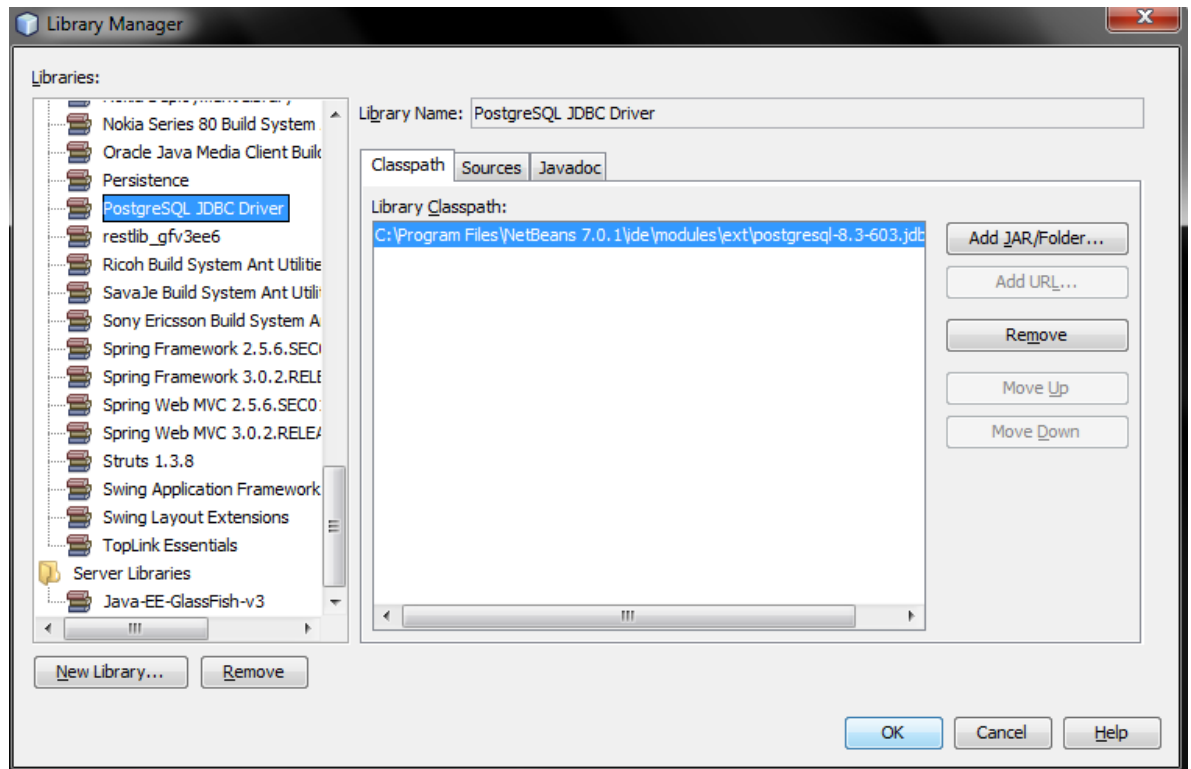 Library Manager
Libraries:
Nokia Series 80 Build System
Oracle Java Media Client Build
Persistence
PostgreSQL JDBC Driver
restlib_gfv3ee6
Ricoh Build System Ant Utilitie
SavaJe Build System Ant Utili
Sony Ericsson Build System A
Spring Framework 2.5.6.SEC
Spring Framework 3.0.2.RELE
Spring Web MVC 2.5.6.SEC01
Spring Web MVC 3.0.2.RELEA
Struts 1.3.8
Swing Application Framework
Swing Layout Extensions
TopLink Essentials
Server Libraries
Java-EE-GlassFish-v3
New Library...
Remove
Library Name: PostgreSQL JDBC Driver
Classpath Sources Javadoc
Library Classpath:
C:\Program Files\NetBeans 7.0.1\ide\modules\ext\postgresql-8.3-603.jdb
Add JAR/Folder...
Add URL...
Remove
Move Up
Move Down
OK Cancel Help